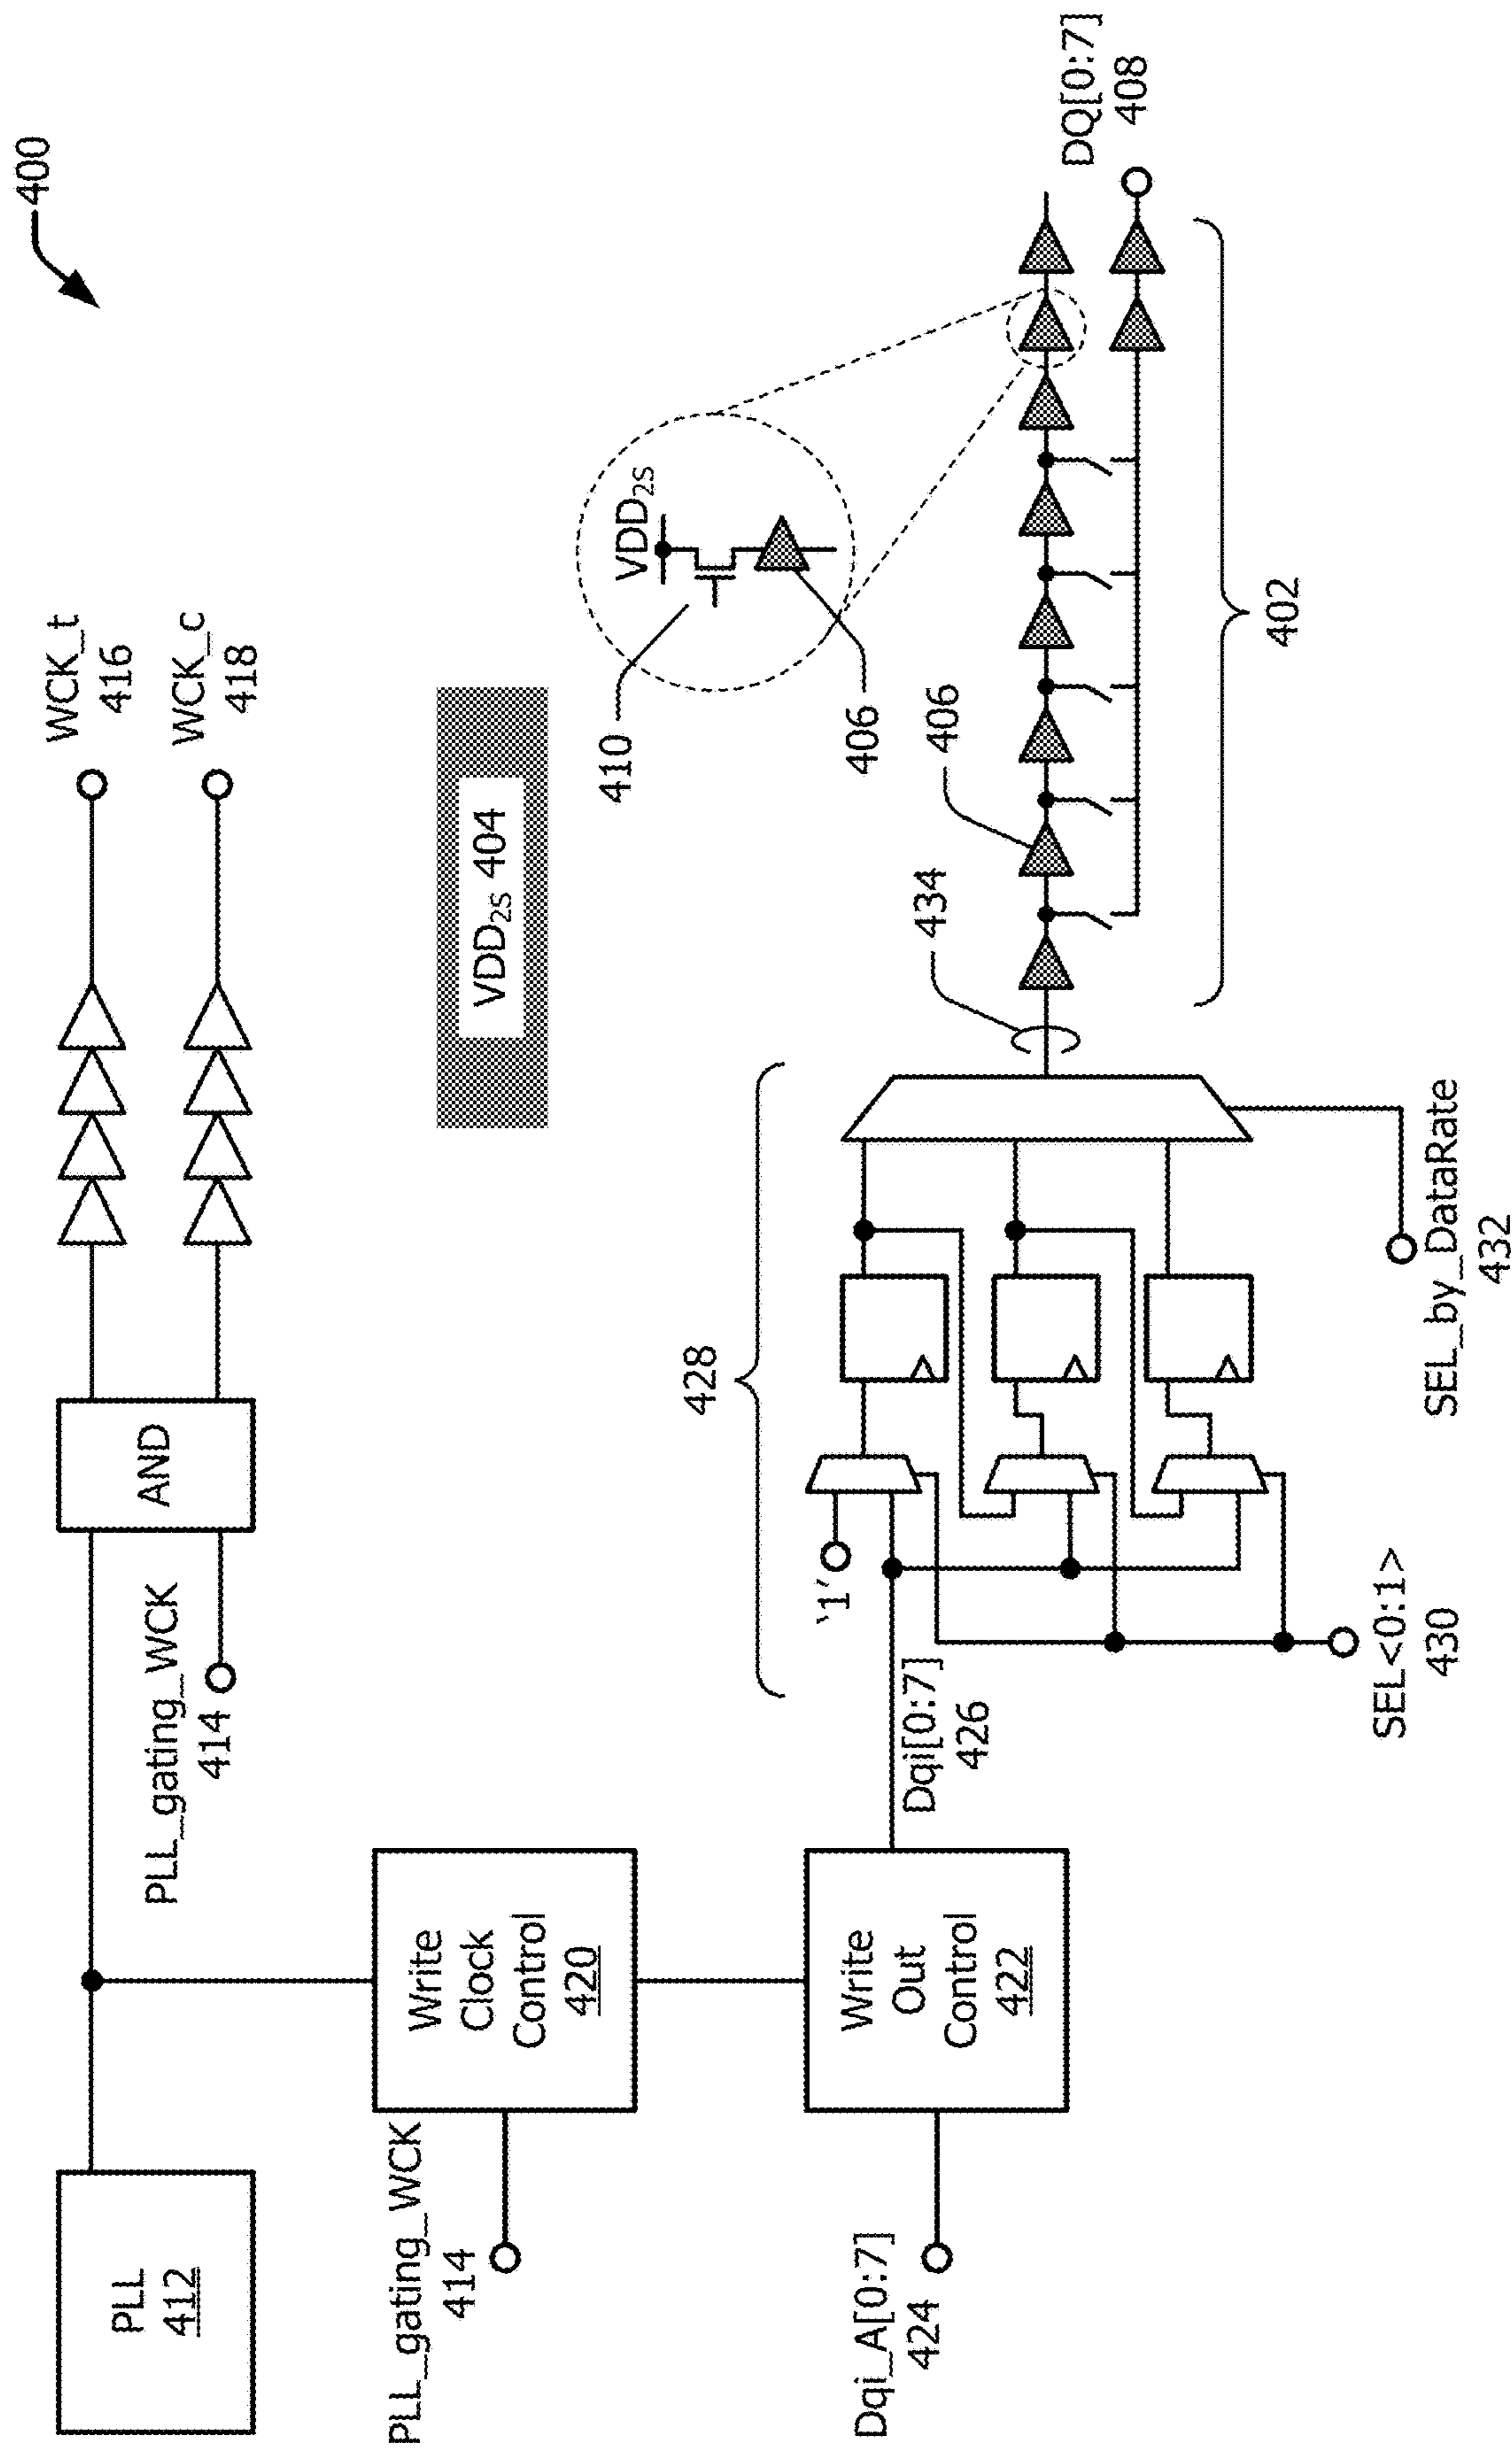 400
PLL
412
PLL_gating_WCK
414
AND
WCK_t
416
WCK_c
418
PLL_gating_WCK
414
Write
Clock
Control
420
VDD2S 404
VDD2S
410
406
Dqi_A[0:7]
424
Write
Out
Control
422
Dqi[0:7]
426
428
'1'
SEL<0:1>
430
SEL_by_DataRate
432
434
406
402
DQ[0:7]
408